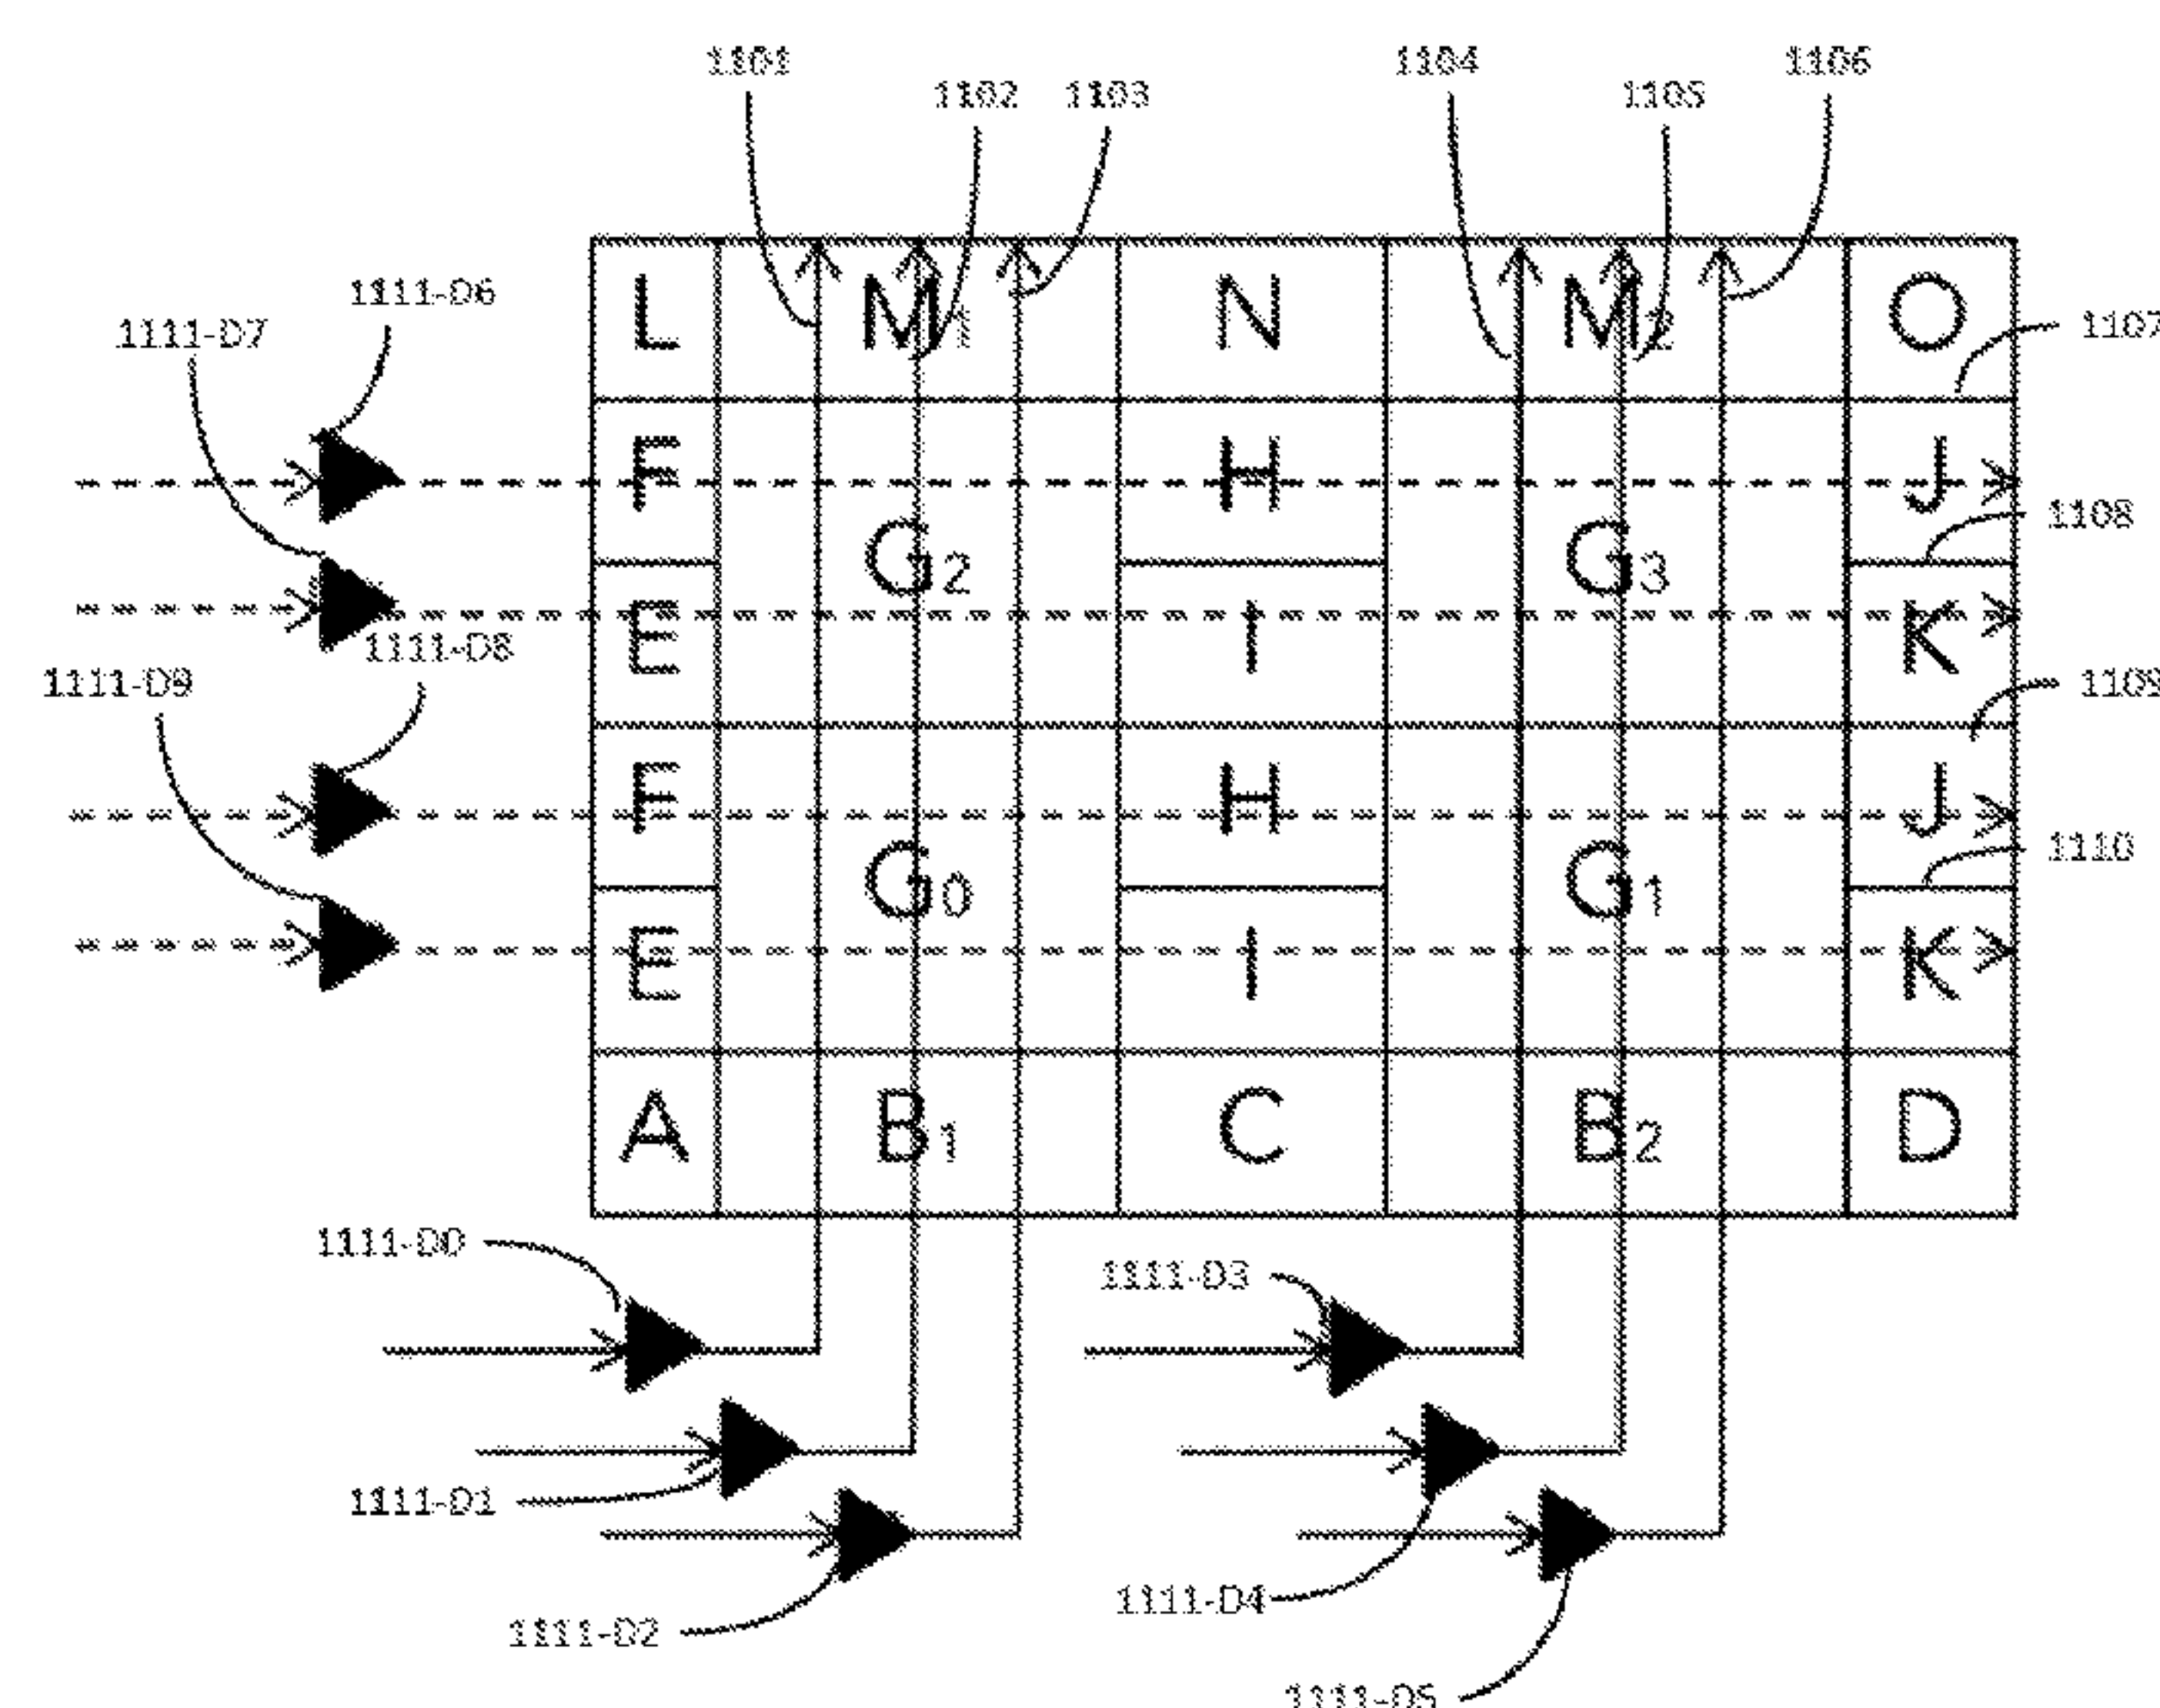 1101
1104
1106
1102 1103
1105
1111-D6
L M1 N M2 O
1107
1111-D7
F H J
1108
G2 G3
E I K
1111-D8
1111-D9
1109
F H J
1110
G0 G1
E I K
A B1 C B2 D
1111-D0
1111-D3
1111-D1
1111-D4
1111-D2
1111-D5